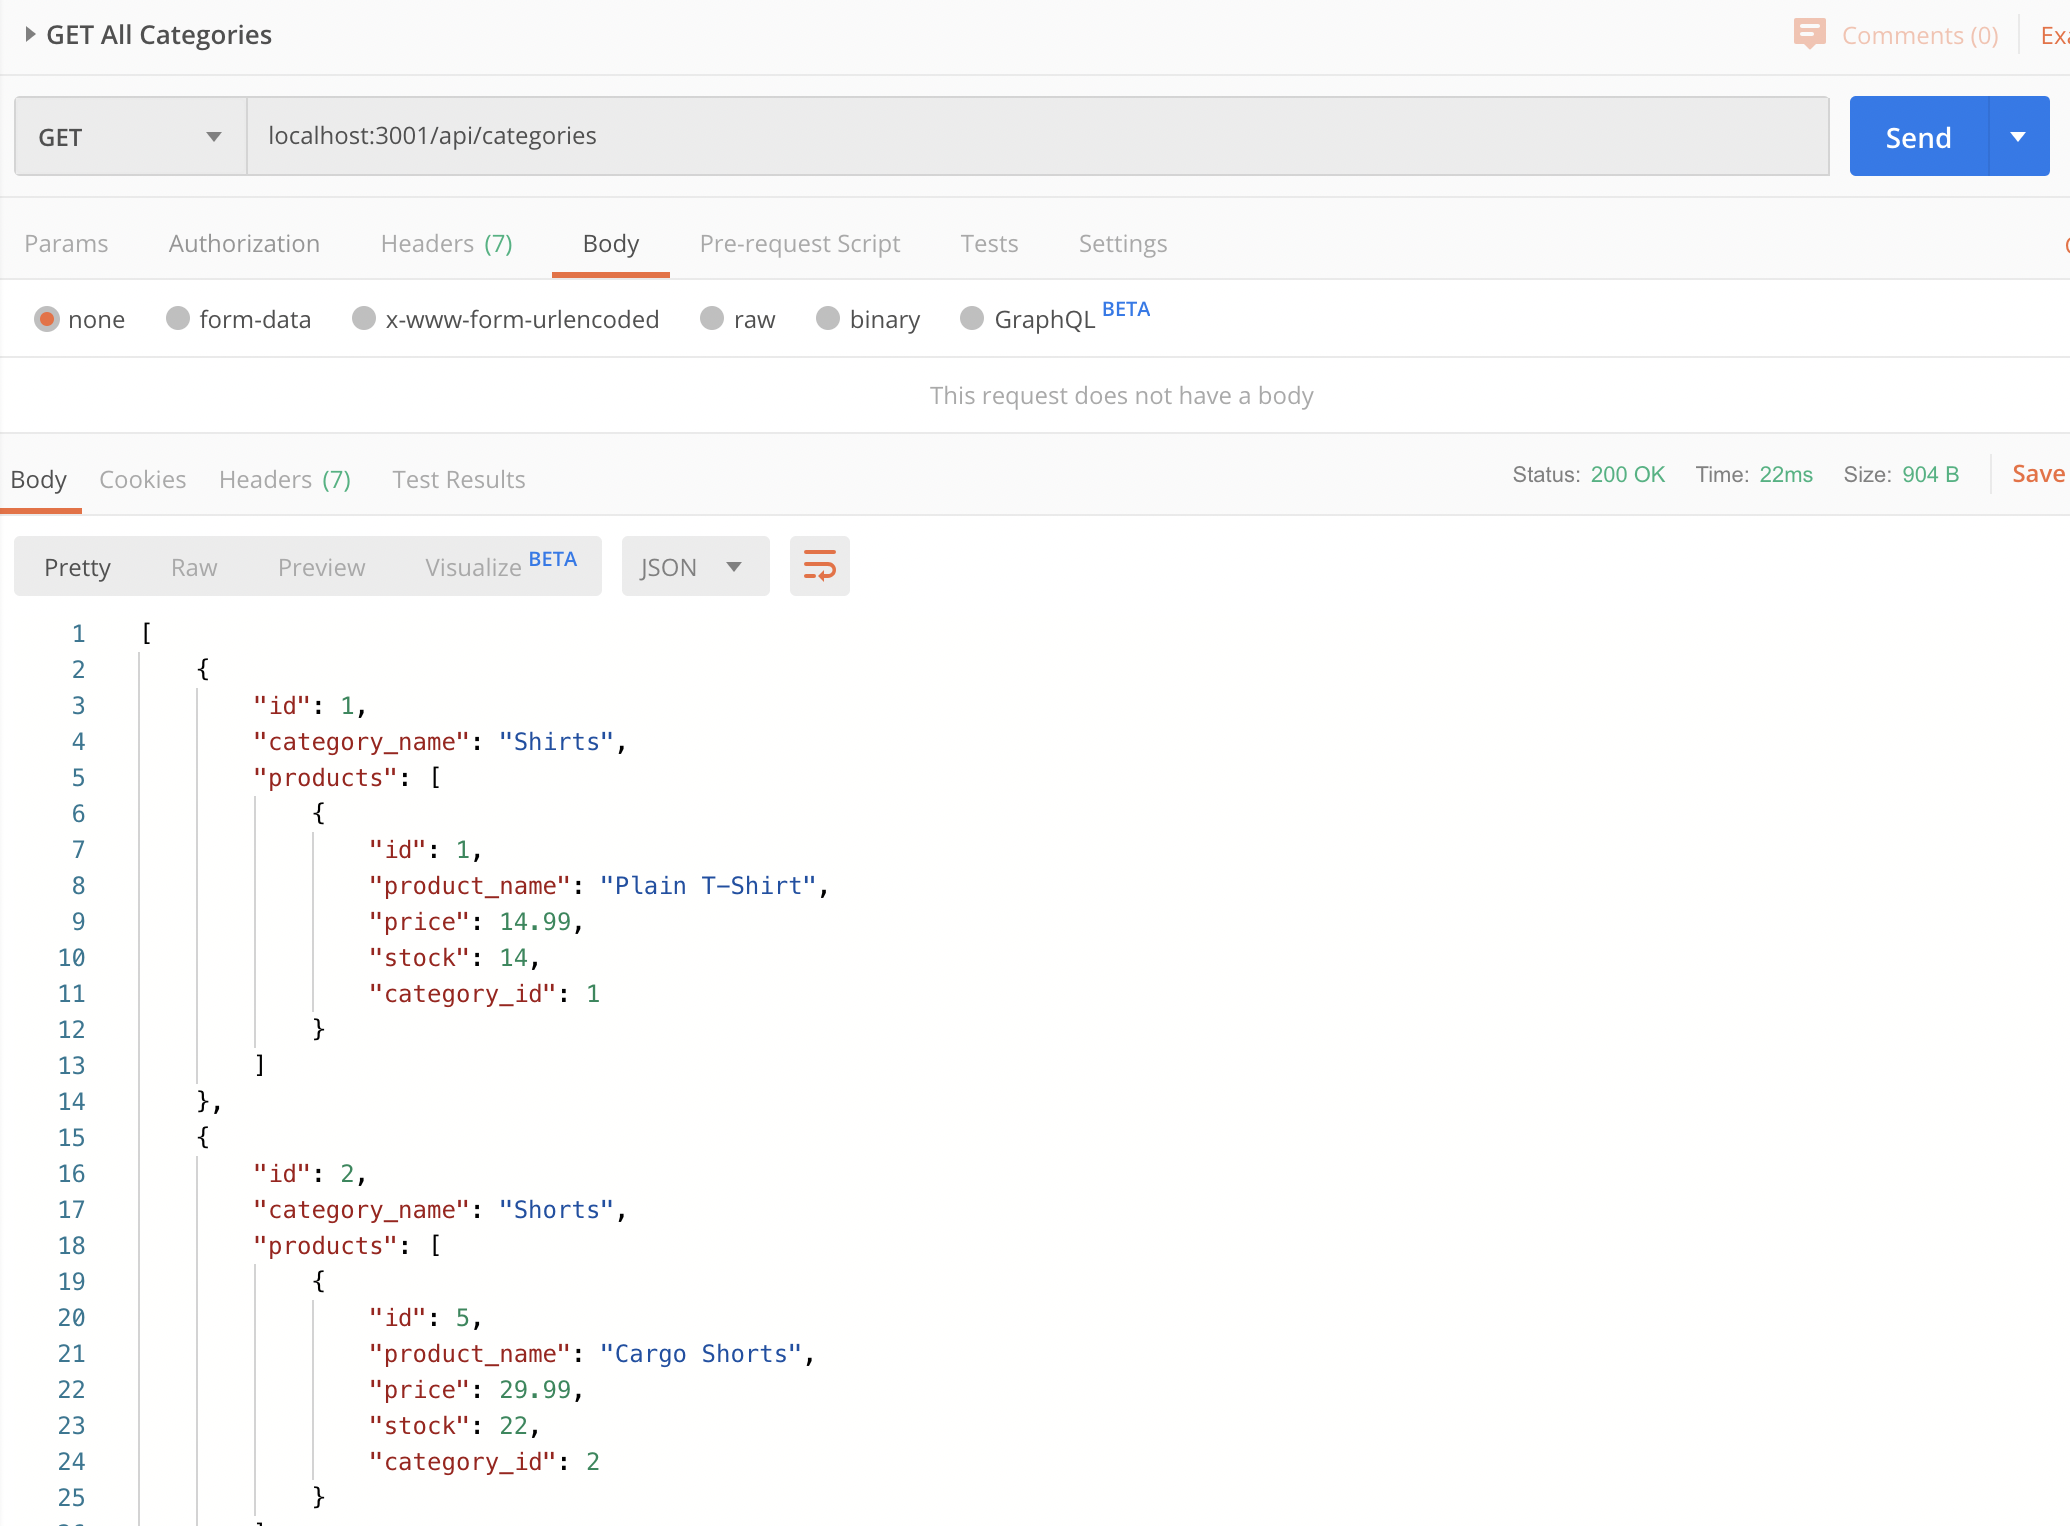 GET All Categories
Comments (0)
GET
localhost:3001/api/categories
Send
Params Authorization Headers (7) Body Pre-request Script Tests Settings
none form-data x-www-form-urlencoded raw binary GraphQL BETA
This request does not have a body
Body Cookies Headers (7) Test Results
Status: 200 OK Time: 22ms Size: 904 B Save
Pretty Raw Preview Visualize BETA JSON
1 [
2 {
3 "id": 1,
4 "category_name": "Shirts",
5 "products": [
6 {
7 "id": 1,
8 "product_name": "Plain T-Shirt",
9 "price": 14.99,
10 "stock": 14,
11 "category_id": 1
12 }
13 ]
14 },
15 {
16 "id": 2,
17 "category_name": "Shorts",
18 "products": [
19 {
20 "id": 5,
21 "product_name": "Cargo Shorts",
22 "price": 29.99,
23 "stock": 22,
24 "category_id": 2
25 }